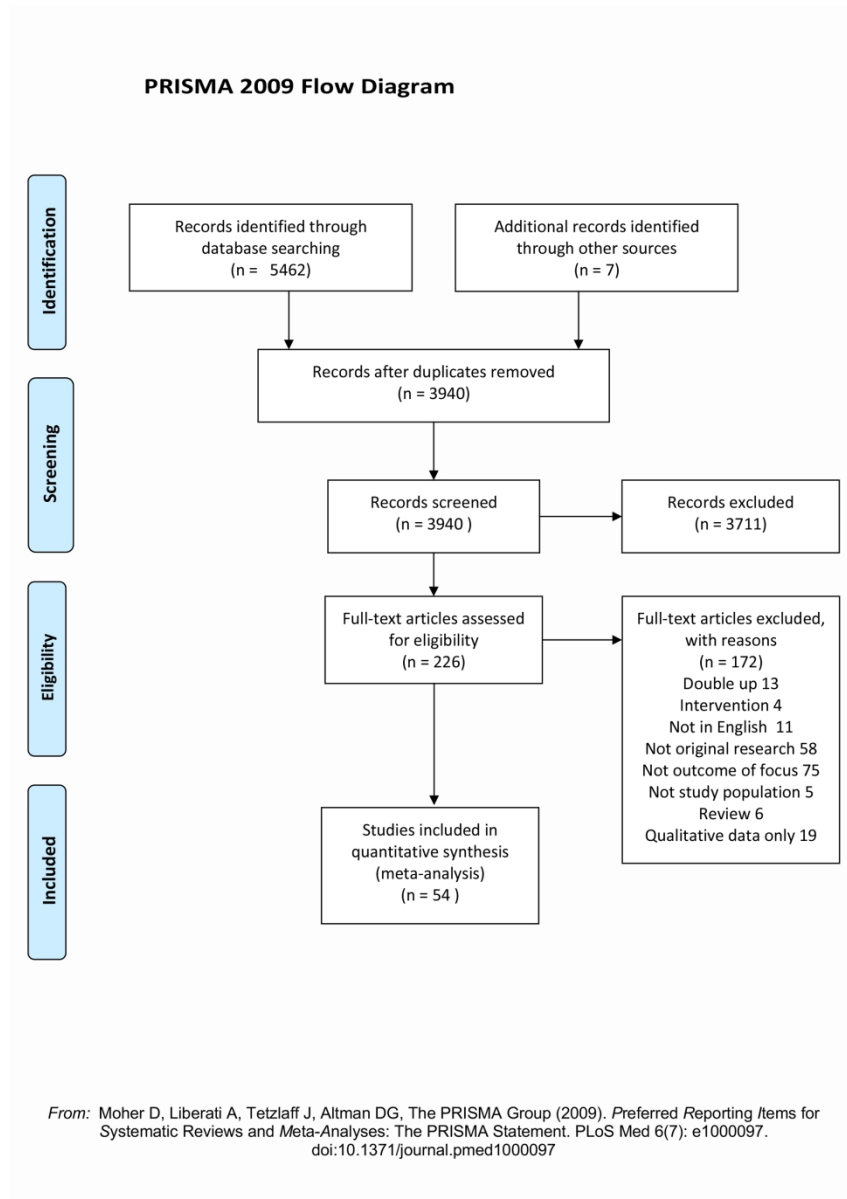 PRISMA 2009 Flow Diagram
Identification
Records identified through
database searching
(n =   5462)
Additional records identified
through other sources
(n = 7)
Records after duplicates removed
(n = 3940)
Screening
Records screened
(n = 3940 )
Records excluded
(n = 3711)
Eligibility
Full-text articles assessed
for eligibility
(n = 226)
Full-text articles excluded,
with reasons
(n = 172)
Double up 13
Intervention 4
Not in English  11
Not original research 58
Not outcome of focus 75
Not study population 5
Review 6
Qualitative data only 19
Included
Studies included in
quantitative synthesis
(meta-analysis)
(n = 54 )
From:  Moher D, Liberati A, Tetzlaff J, Altman DG, The PRISMA Group (2009). Preferred Reporting Items for
Systematic Reviews and Meta-Analyses: The PRISMA Statement. PLoS Med 6(7): e1000097.
doi:10.1371/journal.pmed1000097